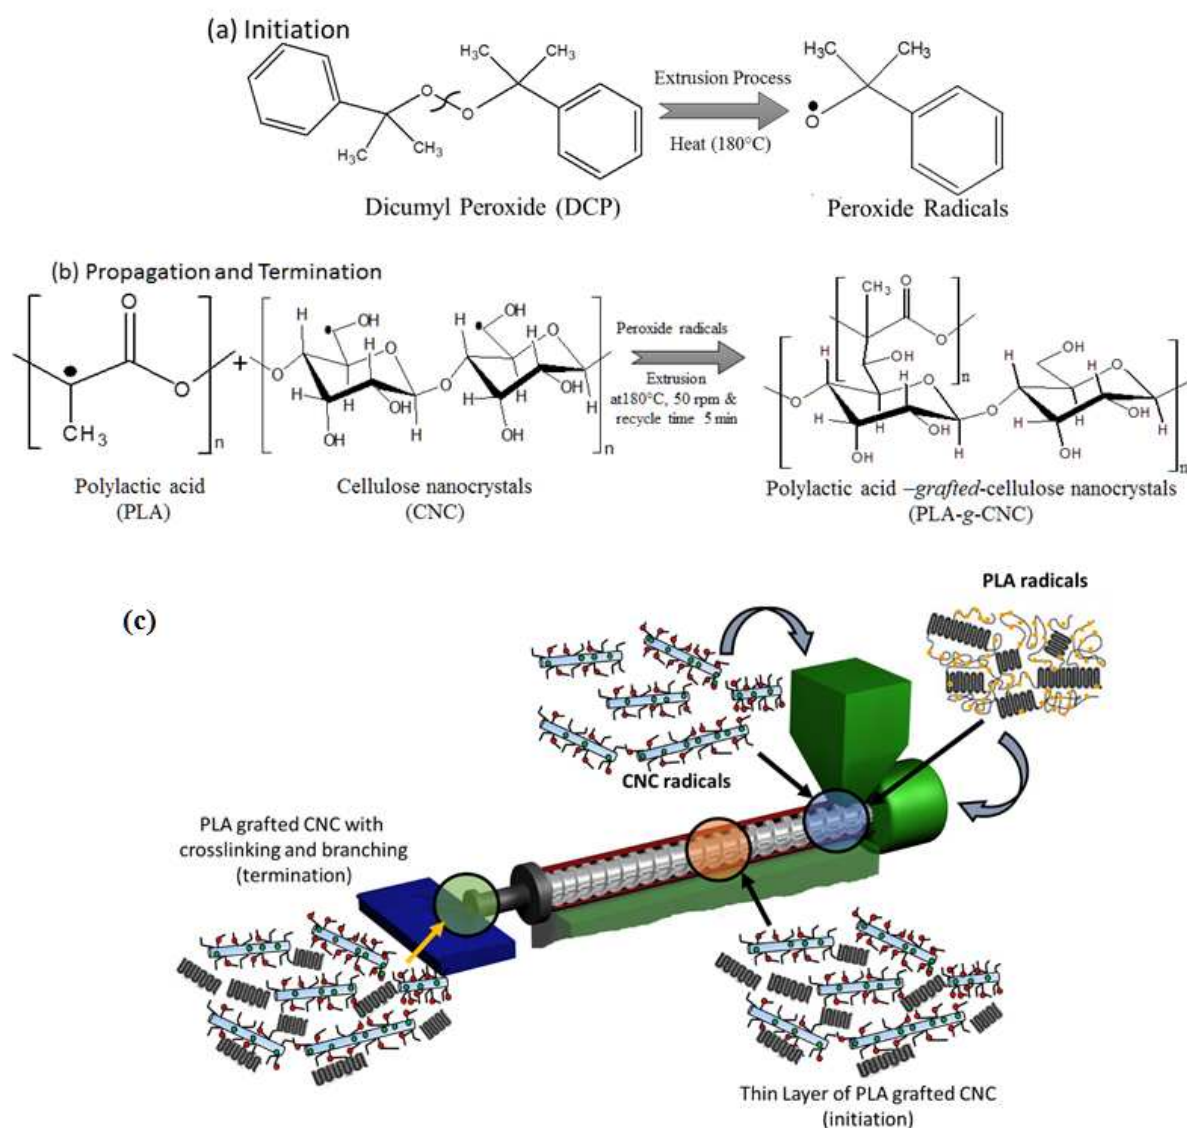 (a) Initiation
H₃C
CH₃
O
O
H₃C
CH₃
Extrusion Process
Heat (180°C)
H₃C
CH₃
O
Dicumyl Peroxide (DCP)
Peroxide Radicals
(b) Propagation and Termination
O
O
CH₃
n
+
H
OH
H
O
O
H
OH
OH
H
H
O
H
OH
H
O
H
OH
OH
H
n
Peroxide radicals
Extrusion
at180°C, 50 rpm &
recycle time 5 min
CH₃
O
O
n
OH
H
H
O
O
H
OH
OH
H
H
O
OH
H
H
O
H
OH
OH
H
n
Polylactic acid
(PLA)
Cellulose nanocrystals
(CNC)
Polylactic acid –grafted-cellulose nanocrystals
(PLA-g-CNC)
(c)
PLA radicals
CNC radicals
PLA grafted CNC with
crosslinking and branching
(termination)
Thin Layer of PLA grafted CNC
(initiation)